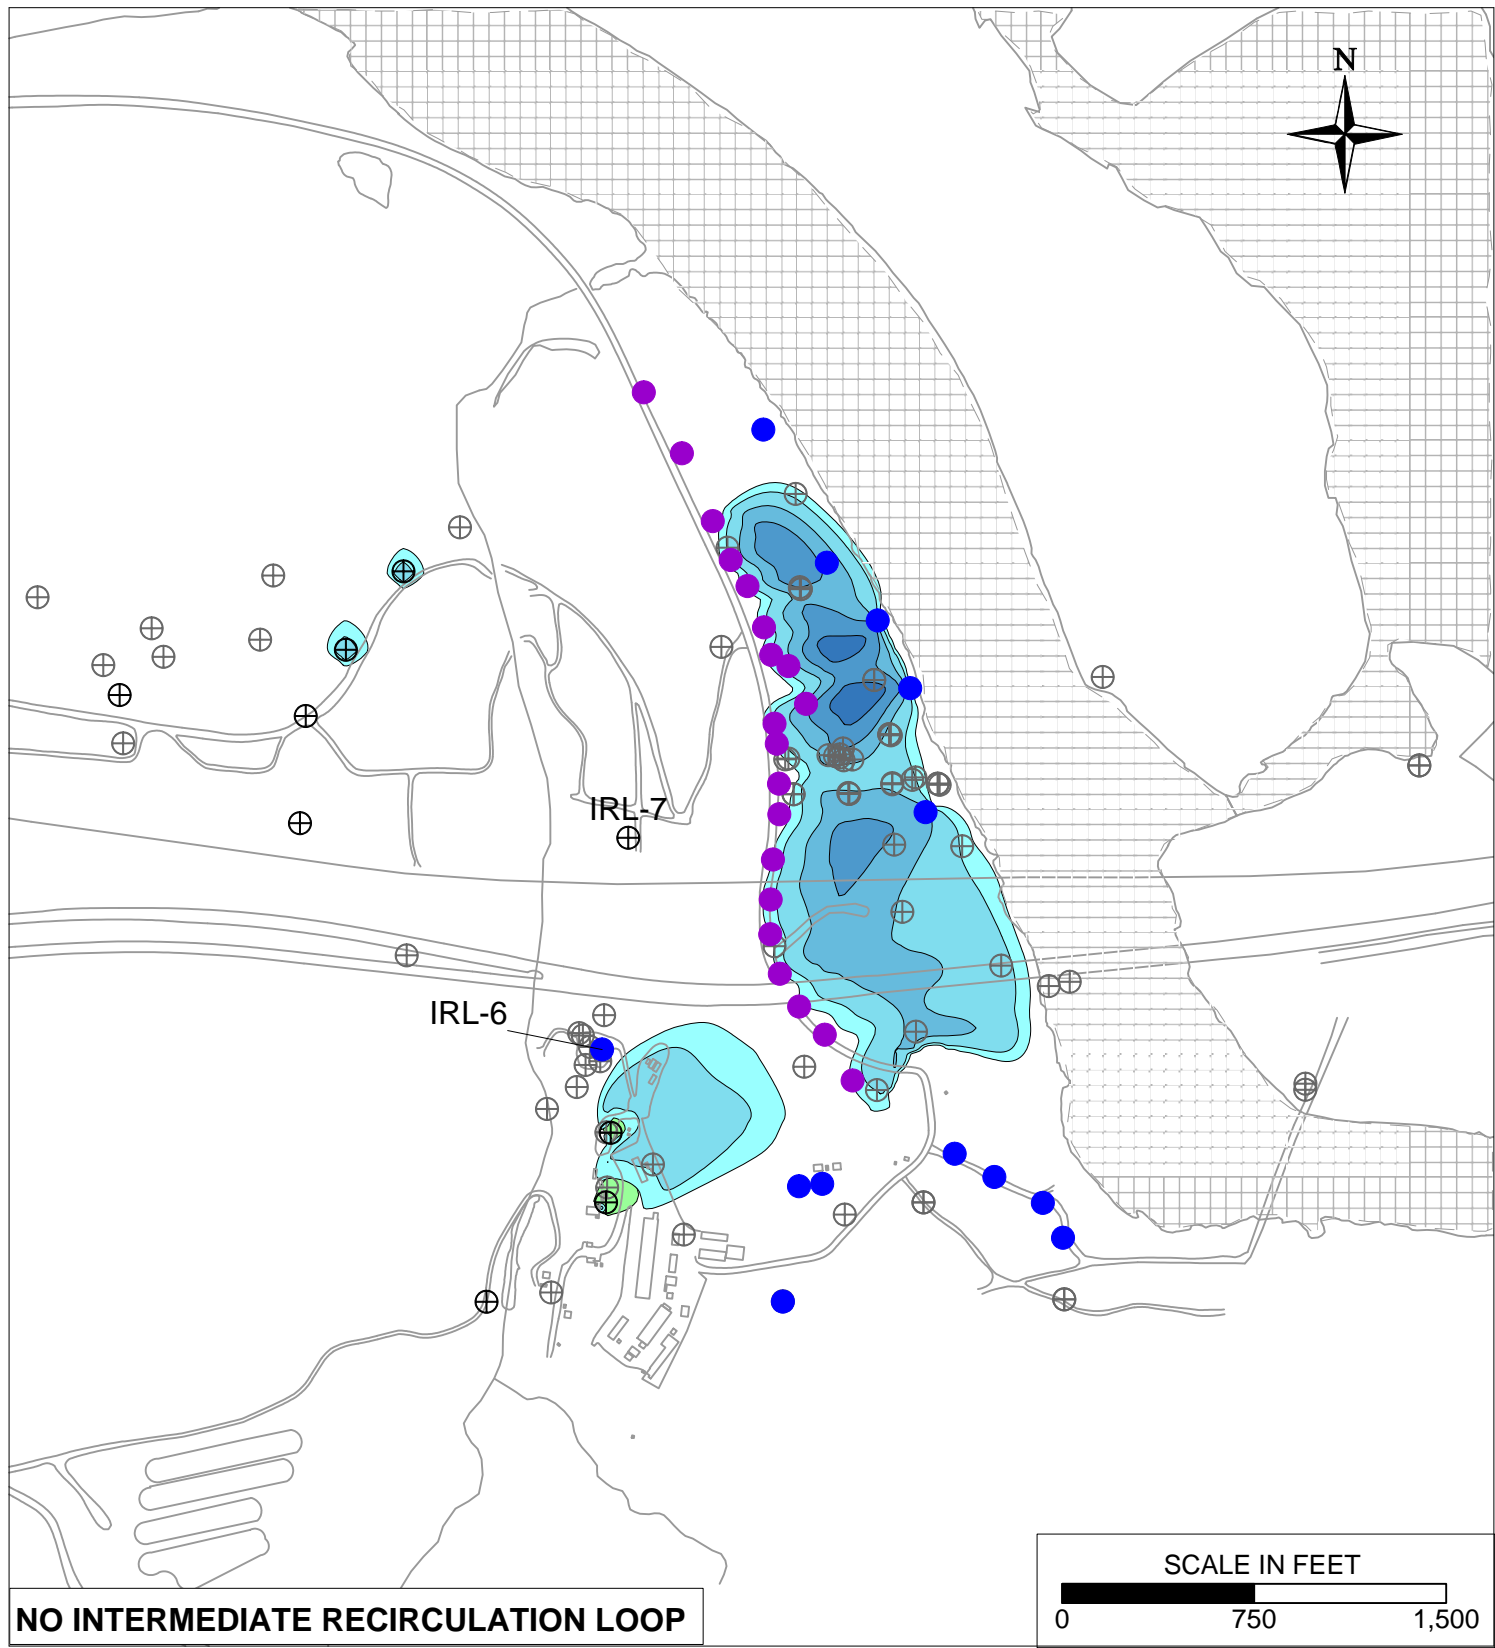 N
IRL-7
IRL-6
SCALE IN FEET
0 750 1,500
NO INTERMEDIATE RECIRCULATION LOOP